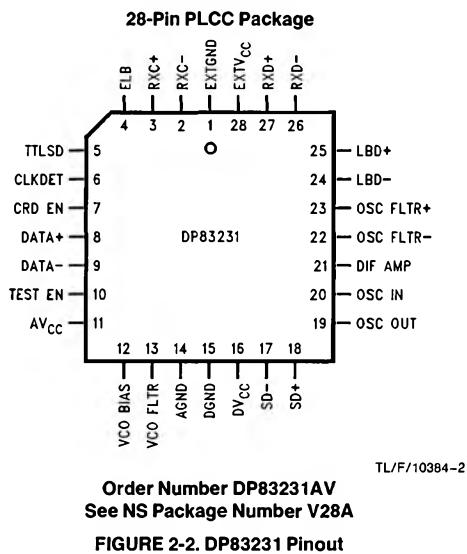 28-Pin PLCC Package
ELB
RXC+
RXC-
EXTGND
EXTVCC
RXD+
RXD-
4 3 2 1 28 27 26
TTLSD 5
CLKDET 6
CRD EN 7
DATA+ 8
DATA- 9
TEST EN 10
AVCC 11
DP83231
25 LBD+
24 LBD-
23 OSC FLTR+
22 OSC FLTR-
21 DIF AMP
20 OSC IN
19 OSC OUT
12 13 14 15 16 17 18
VCO BIAS
VCO FLTR
AGND
DGND
DVCC
SD-
SD+
TL/F/10384-2
Order Number DP83231AV
See NS Package Number V28A
FIGURE 2-2. DP83231 Pinout